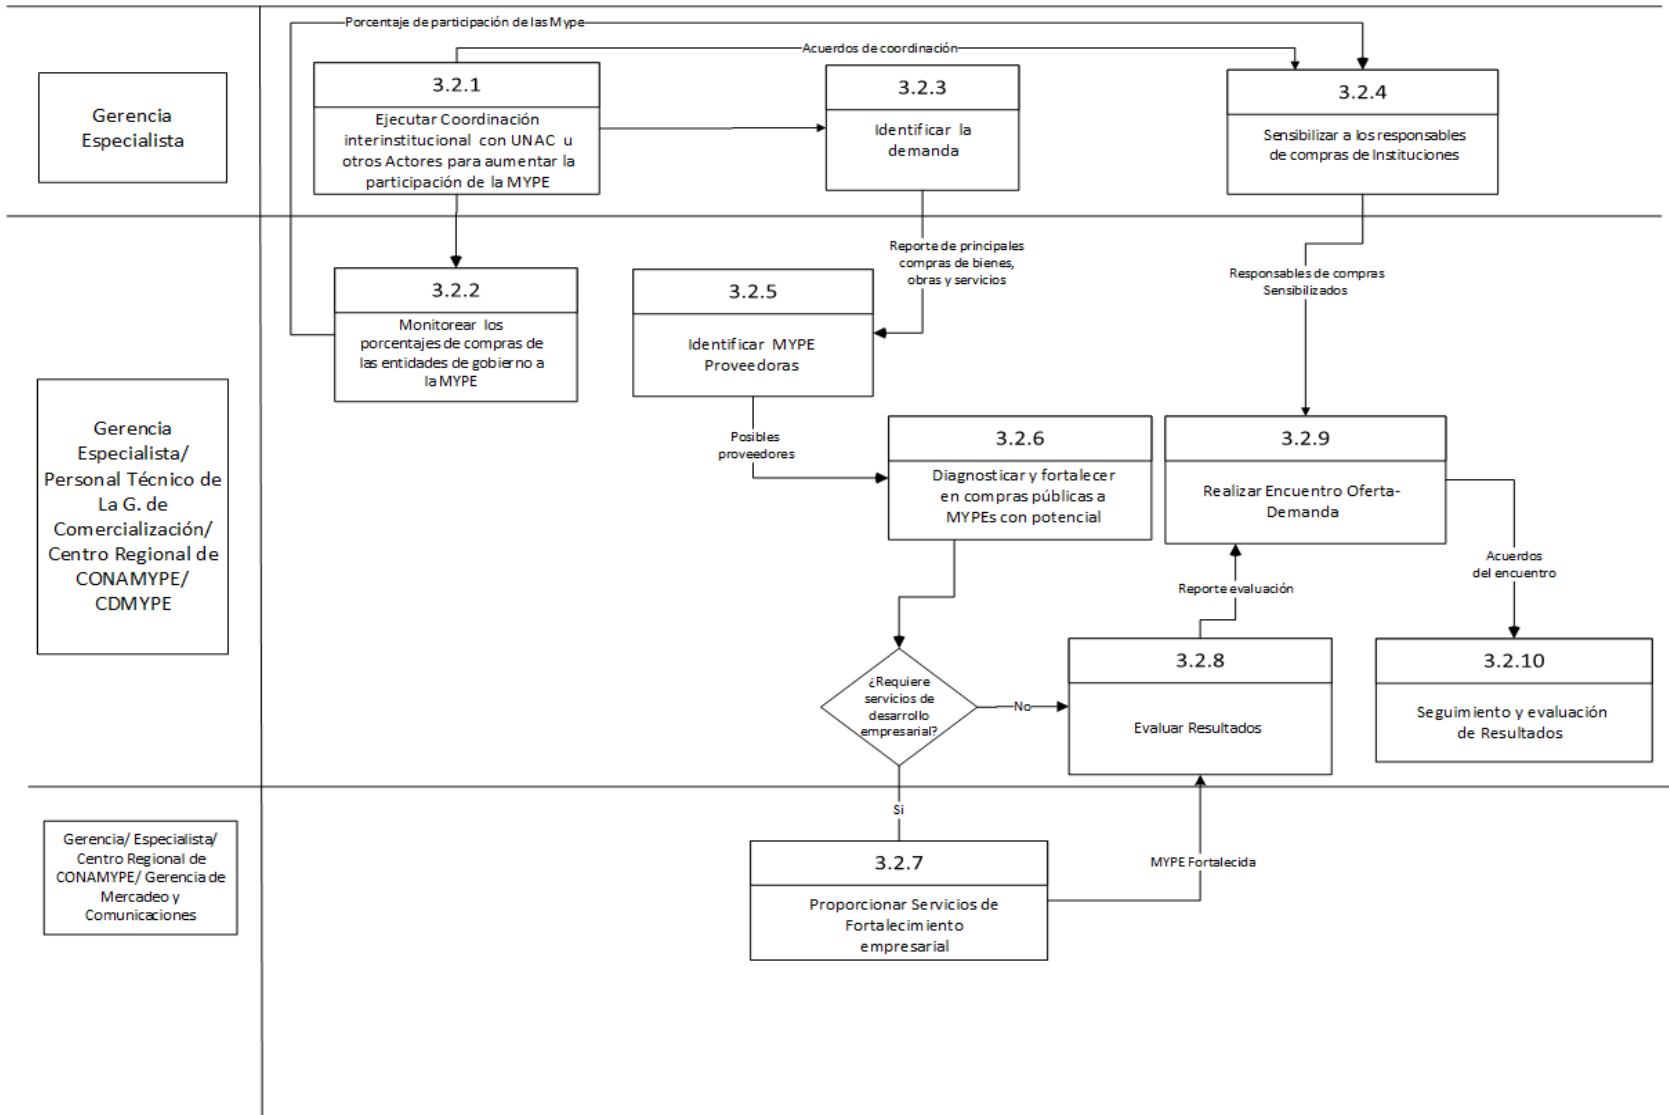 Porcentaje de participación de las Mype
Acuerdos de coordinación
Gerencia
Especialista
3.2.1
Ejecutar Coordinación
interinstitucional con UNAC u
otros Actores para aumentar la
participación de la MYPE
3.2.3
Identificar la
demanda
3.2.4
Sensibilizar a los responsables
de compras de Instituciones
Reporte de principales
compras de bienes,
obras y servicios
Responsables de compras
Sensibilizados
Gerencia
Especialista/
Personal Técnico de
La G. de
Comercialización/
Centro Regional de
CONAMYPE/
CDMYPE
3.2.2
Monitorear los
porcentajes de compras de
las entidades de gobierno a
la MYPE
3.2.5
Identificar MYPE
Proveedoras
Posibles
proveedores
3.2.6
Diagnosticar y fortalecer
en compras públicas a
MYPEs con potencial
3.2.9
Realizar Encuentro Oferta-
Demanda
Acuerdos
del encuentro
Reporte evaluación
¿Requiere
servicios de
desarrollo
empresarial?
No
3.2.8
Evaluar Resultados
3.2.10
Seguimiento y evaluación
de Resultados
Si
Gerencia/ Especialista/
Centro Regional de
CONAMYPE/ Gerencia de
Mercadeo y
Comunicaciones
3.2.7
Proporcionar Servicios de
Fortalecimiento
empresarial
MYPE Fortalecida